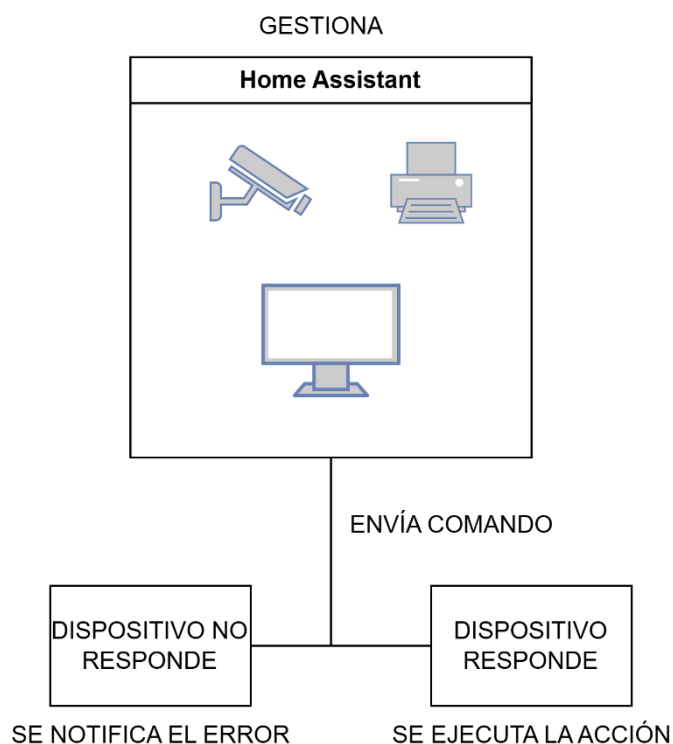 GESTIONA
Home Assistant
ENVÍA COMANDO
DISPOSITIVO NO
RESPONDE
SE NOTIFICA EL ERROR
DISPOSITIVO
RESPONDE
SE EJECUTA LA ACCIÓN